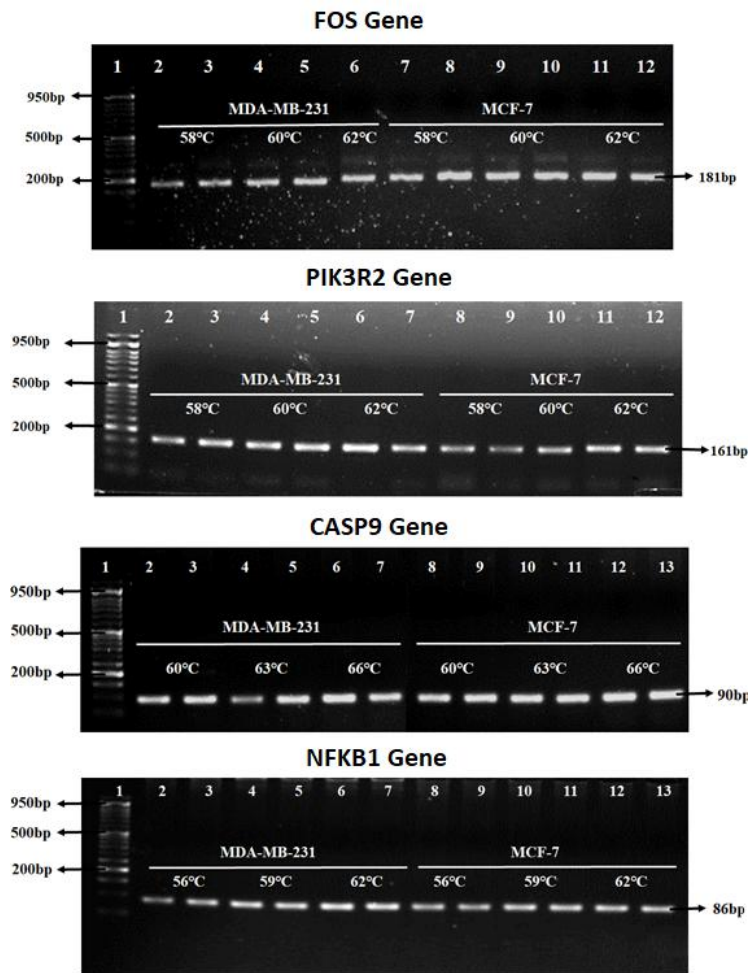 FOS Gene
1 2 3 4 5 6 7 8 9 10 11 12
950bp
MDA-MB-231 MCF-7
500bp
58°C 60°C 62°C 58°C 60°C 62°C
200bp
181bp
PIK3R2 Gene
1 2 3 4 5 6 7 8 9 10 11 12
950bp
MDA-MB-231 MCF-7
500bp
58°C 60°C 62°C 58°C 60°C 62°C
200bp
161bp
CASP9 Gene
1 2 3 4 5 6 7 8 9 10 11 12 13
950bp
MDA-MB-231 MCF-7
500bp
60°C 63°C 66°C 60°C 63°C 66°C
200bp
90bp
NFKB1 Gene
1 2 3 4 5 6 7 8 9 10 11 12 13
950bp
500bp
MDA-MB-231 MCF-7
200bp
56°C 59°C 62°C 56°C 59°C 62°C
86bp